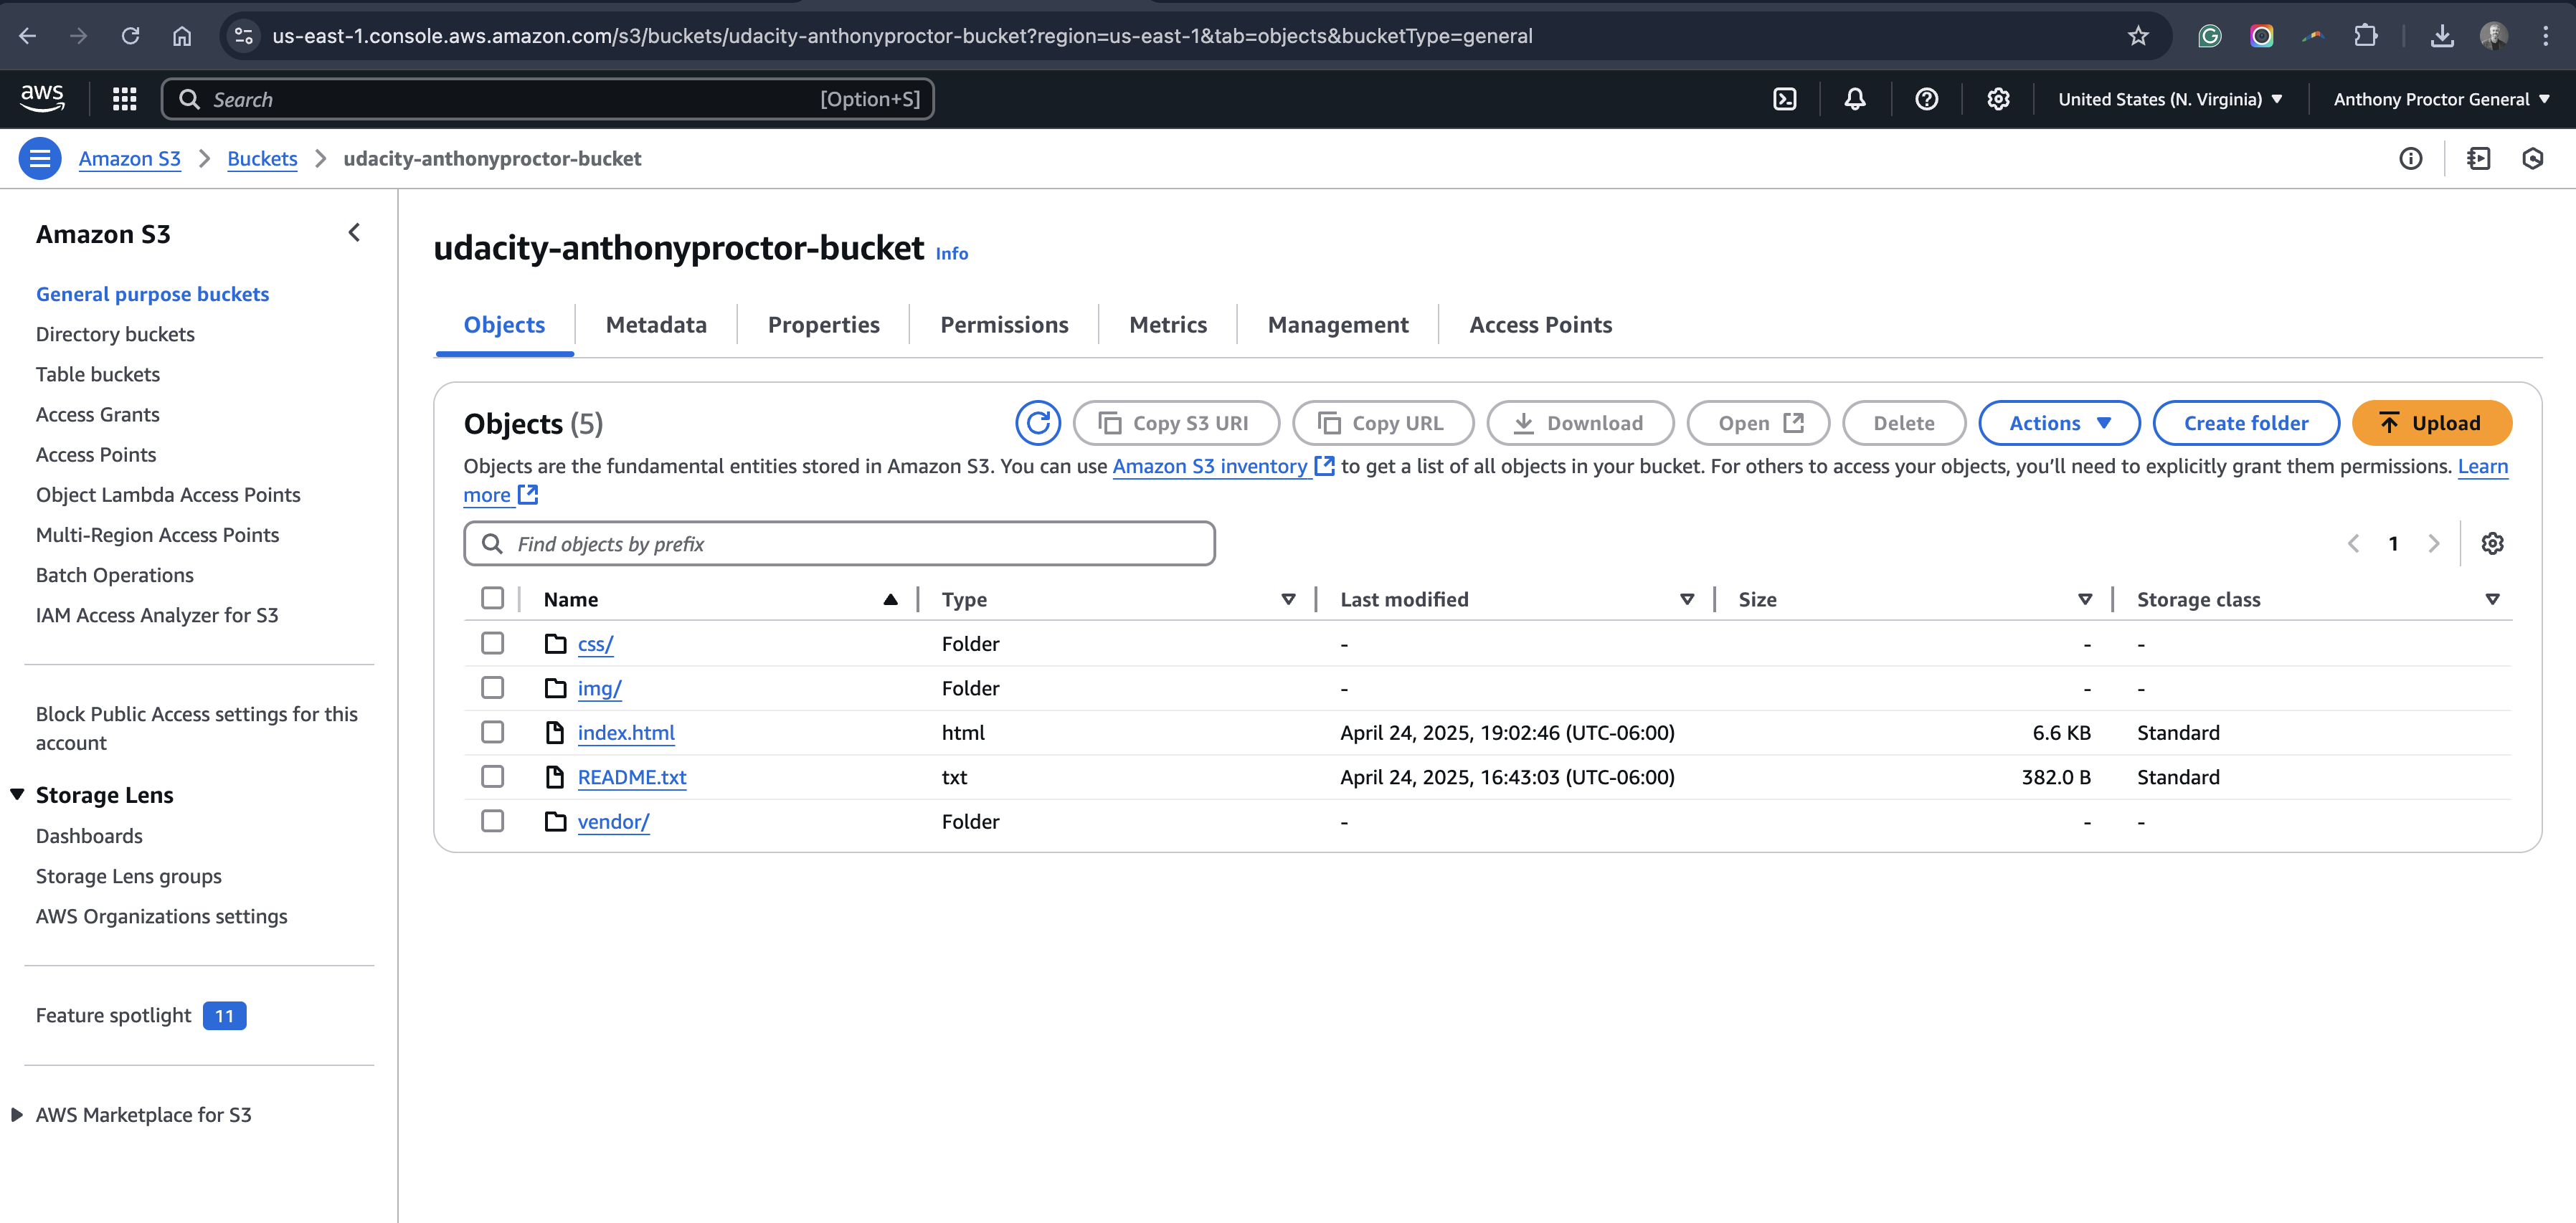 us-east-1.console.aws.amazon.com/s3/buckets/udacity-anthonyproctor-bucket?region=us-east-1&tab=objects&bucketType=general
aws Search [Option+S] United States (N. Virginia) Anthony Proctor General
Amazon S3 Buckets udacity-anthonyproctor-bucket
Amazon S3
General purpose buckets
Directory buckets
Table buckets
Access Grants
Access Points
Object Lambda Access Points
Multi-Region Access Points
Batch Operations
IAM Access Analyzer for S3
Block Public Access settings for this
account
Storage Lens
Dashboards
Storage Lens groups
AWS Organizations settings
Feature spotlight 11
AWS Marketplace for S3
udacity-anthonyproctor-bucket Info
Objects Metadata Properties Permissions Metrics Management Access Points
Objects (5) Copy S3 URI Copy URL Download Open Delete Actions Create folder Upload
Objects are the fundamental entities stored in Amazon S3. You can use Amazon S3 inventory to get a list of all objects in your bucket. For others to access your objects, you’ll need to explicitly grant them permissions. Learn
more
Find objects by prefix 1
Name Type Last modified Size Storage class
css/ Folder - - -
img/ Folder - - -
index.html html April 24, 2025, 19:02:46 (UTC-06:00) 6.6 KB Standard
README.txt txt April 24, 2025, 16:43:03 (UTC-06:00) 382.0 B Standard
vendor/ Folder - - -